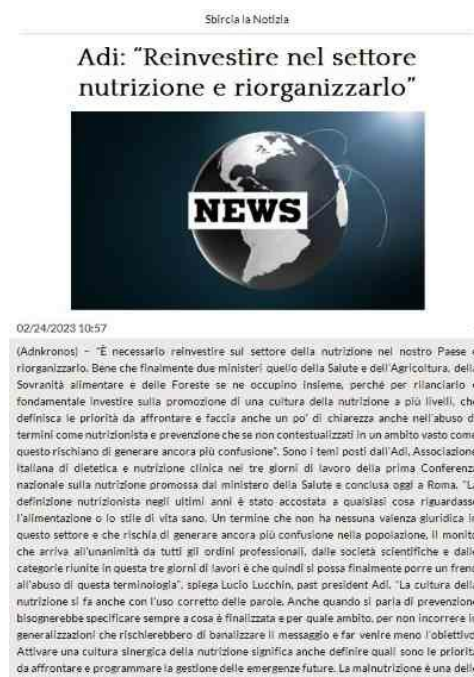 Sbircia la Notizia
Adi: "Reinvestire nel settore
nutrizione e riorganizzarlo"
NEWS
02/24/2023 10:57
(Adnkronos) – "È necessario reinvestire sul settore della nutrizione nel nostro Paese e
riorganizzarlo. Bene che finalmente due ministeri quello della Salute e dell'Agricoltura, della
Sovranità alimentare e delle Foreste se ne occupino insieme, perché per rilanciarlo è
fondamentale investire sulla promozione di una cultura della nutrizione a più livelli, che
definisca le priorità da affrontare e faccia anche un po' di chiarezza anche nell'abuso di
termini come nutrizionista e prevenzione che se non contestualizzati in un ambito vasto come
questo rischiano di generare ancora più confusione". Sono i temi posti dall'Adi, Associazione
italiana di dietetica e nutrizione clinica nei tre giorni di lavoro della prima Conferenza
nazionale sulla nutrizione promossa dal ministero della Salute e conclusa oggi a Roma. "La
definizione nutrizionista negli ultimi anni è stato accostata a qualsiasi cosa riguardasse
l'alimentazione o lo stile di vita sano. Un termine che non ha nessuna valenza giuridica in
questo settore e che rischia di generare ancora più confusione nella popolazione, il monito
che arriva all'unanimità da tutti gli ordini professionali, dalle società scientifiche e dalle
categorie riunite in questa tre giorni di lavori è che quindi si possa finalmente porre un freno
all'abuso di questa terminologia", spiega Lucio Lucchin, past president Adi. "La cultura della
nutrizione si fa anche con l'uso corretto delle parole. Anche quando si parla di prevenzione
bisognerebbe specificare sempre a cosa è finalizzata e per quale ambito, per non incorrere in
generalizzazioni che rischierebbero di banalizzare il messaggio e far venire meno l'obiettivo.
Attivare una cultura sinergica della nutrizione significa anche definire quali sono le priorità
da affrontare e programmare la gestione delle emergenze future. La malnutrizione è una delle